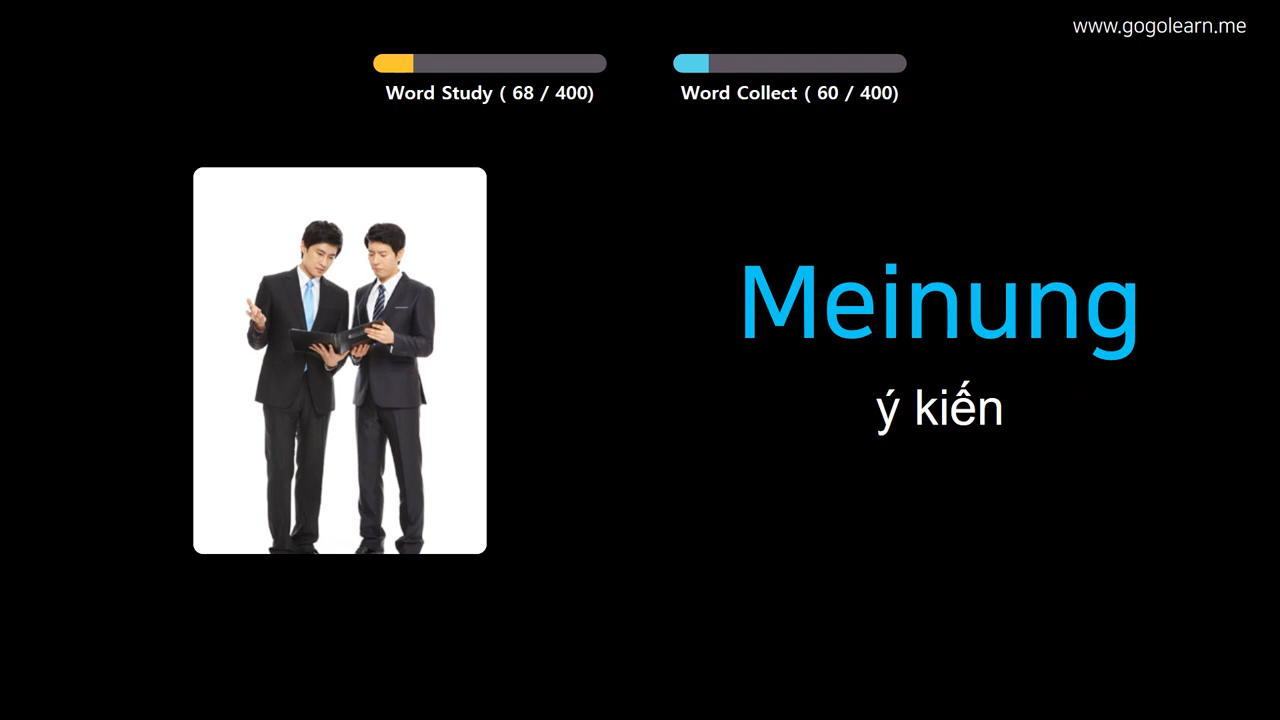 www.gogolearn.me
Word Study ( 68 / 400)
Word Collect ( 60 / 400)
Meinung
ý kiến